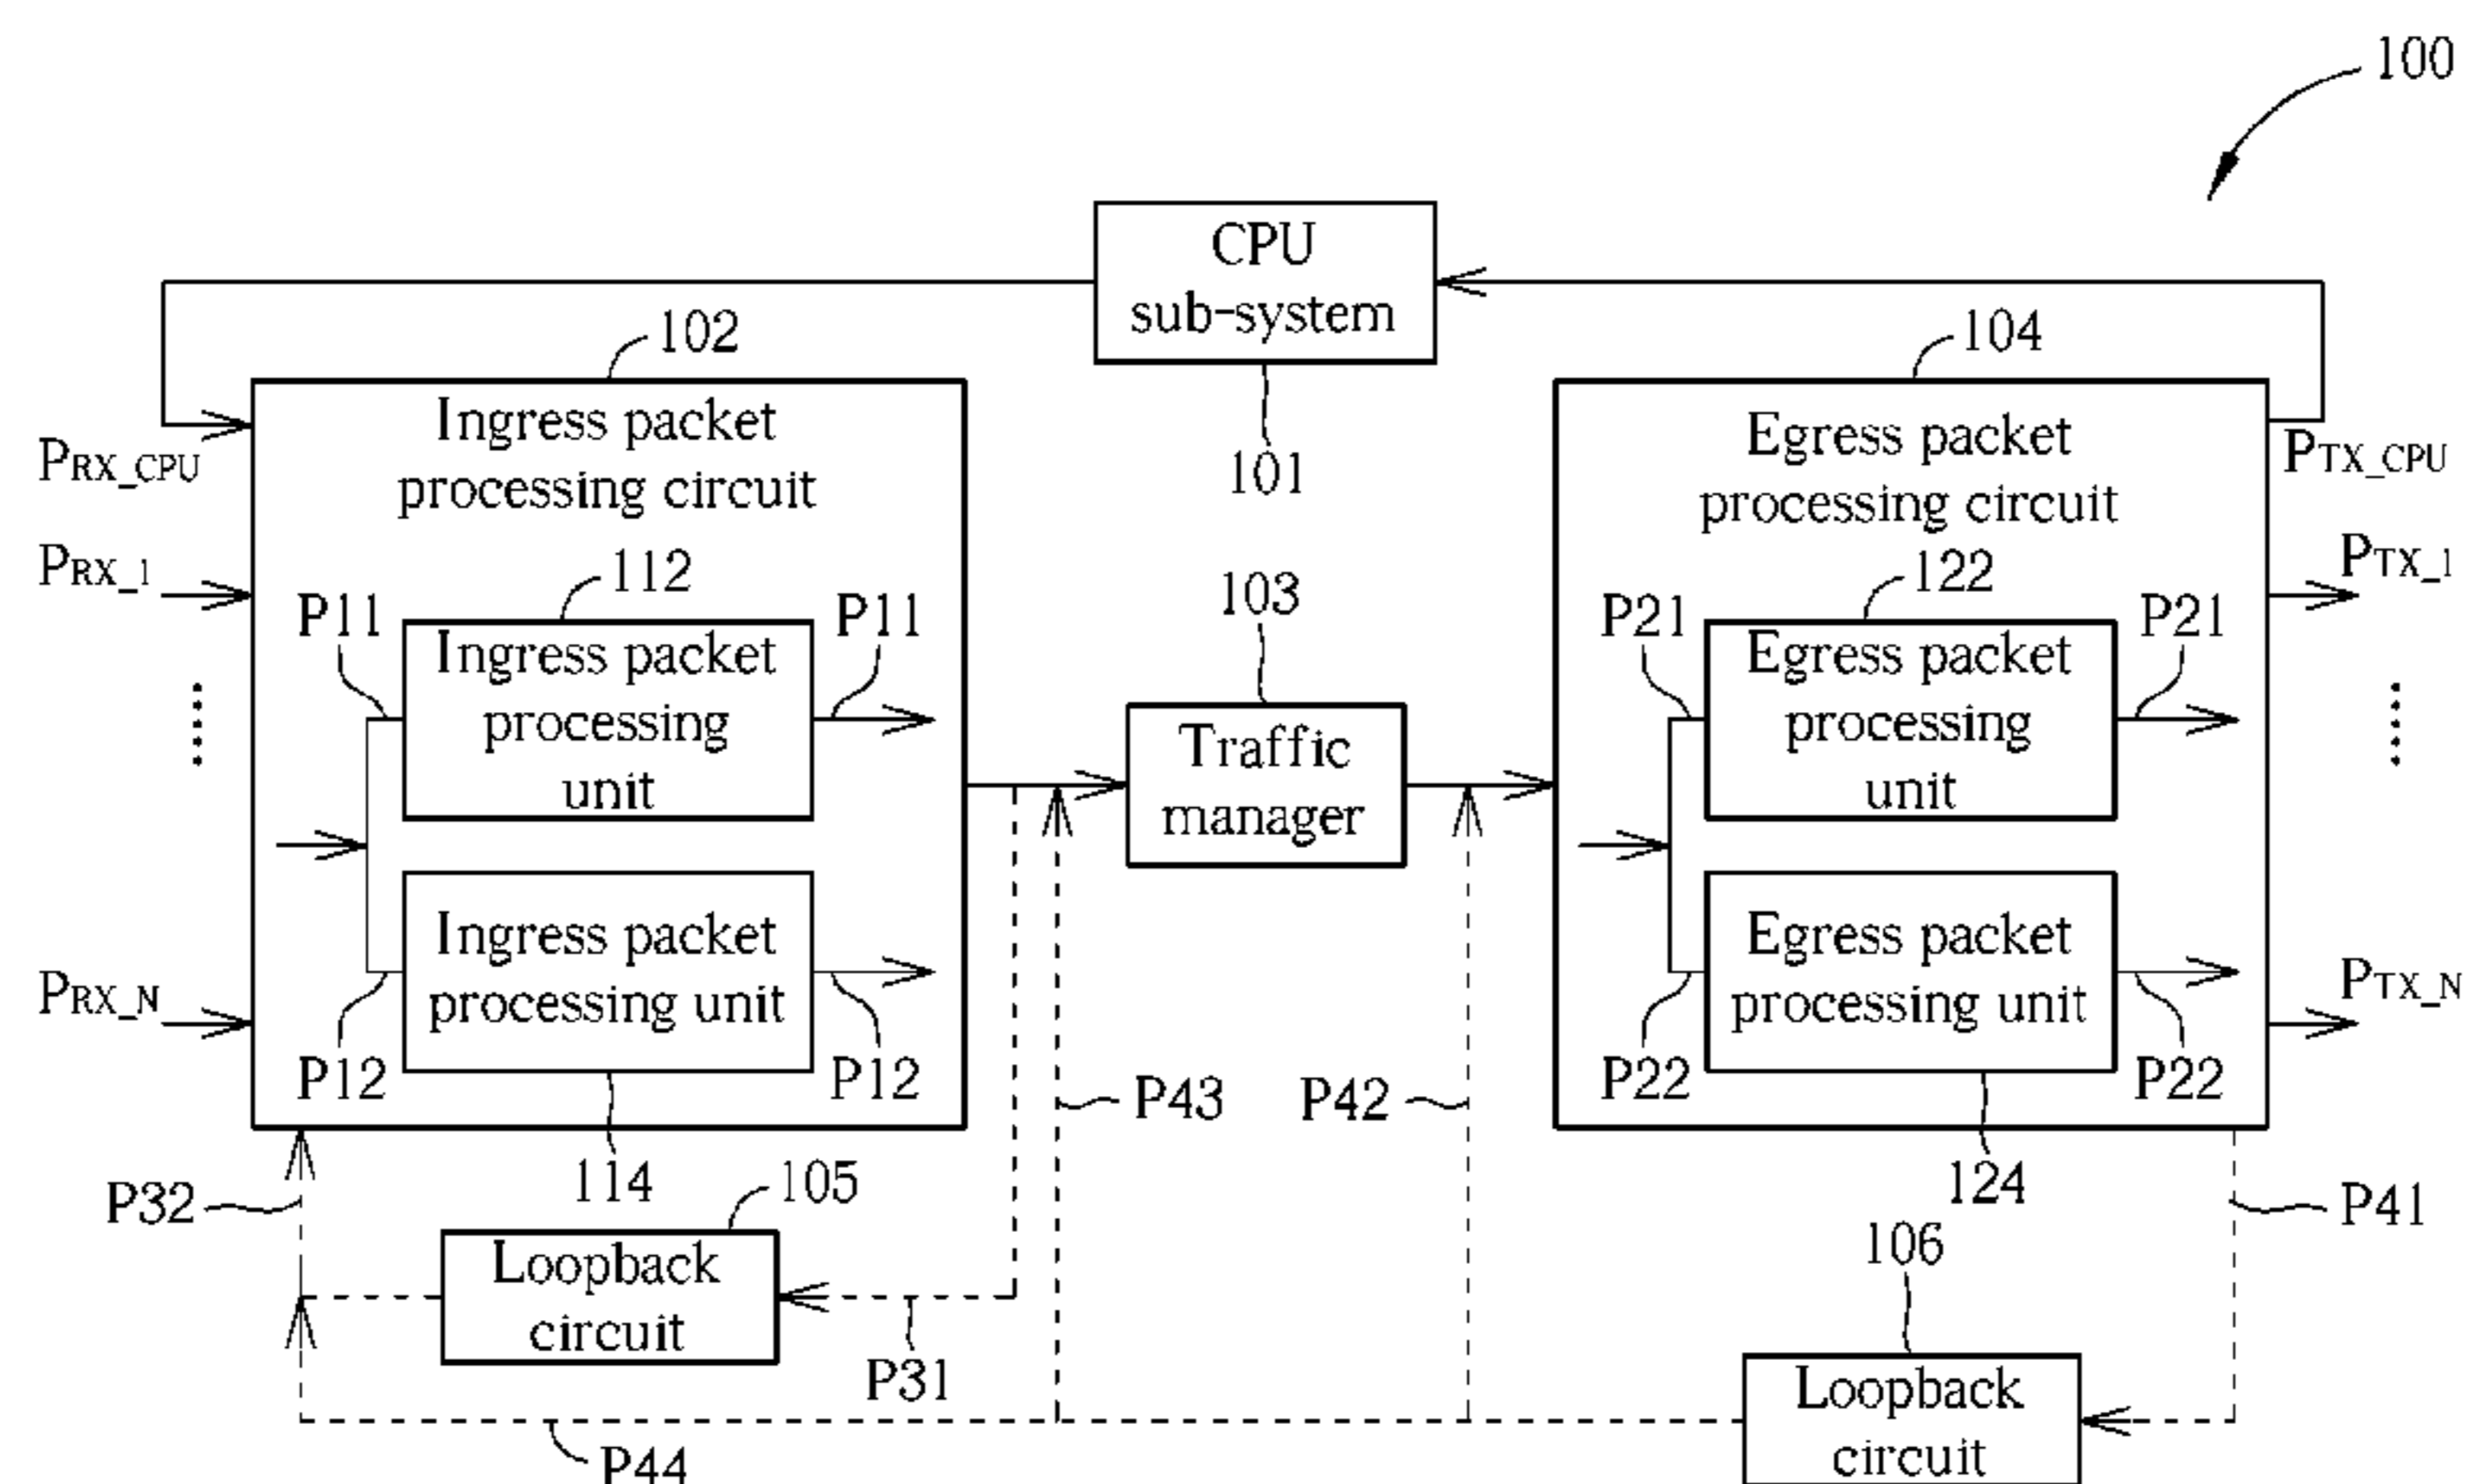 100
CPU
sub-system
101
102
104
Ingress packet
processing circuit
Egress packet
processing circuit
PRX_CPU
PTX_CPU
PRX_1
PTX_1
112
P11
P11
Ingress packet
processing
unit
103
Traffic
manager
122
P21
P21
Egress packet
processing
unit
PRX_N
PTX_N
Ingress packet
processing unit
P12
P12
Egress packet
processing unit
P22
P22
P43
P42
114
124
P32
105
Loopback
circuit
P31
P41
106
Loopback
circuit
P44